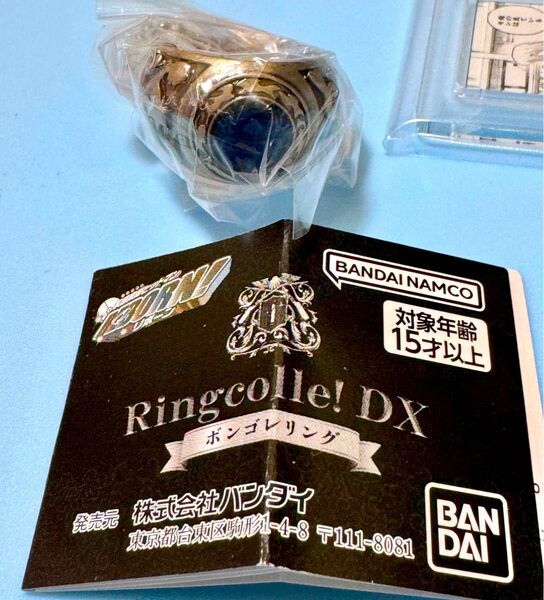 REBORN!
BANDAI NAMCO
対象年齢
15才以上
Ringcolle! DX
ボンゴレリング
発売元 株式会社バンダイ
東京都台東区駒形1-4-8 〒111-8081
BAN
DAI